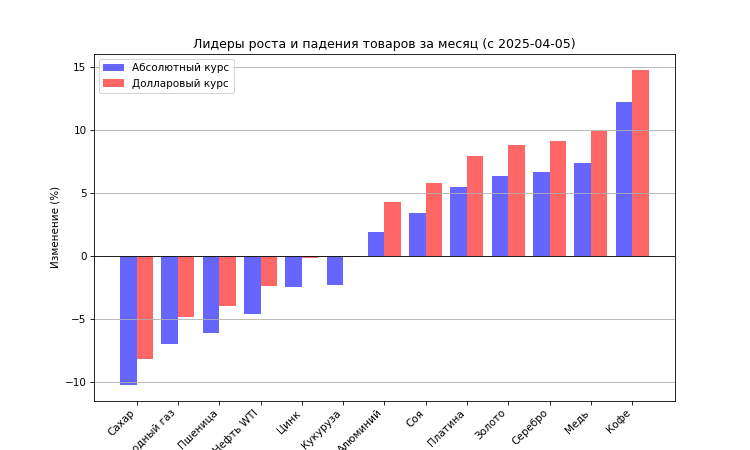 Лидеры роста и падения товаров за месяц (с 2025-04-05)
Абсолютный курс
Долларовый курс
Изменение (%)
15
10
5
0
−5
−10
Сахар
одный газ
Пшеница
Нефть WTI
Цинк
Кукуруза
Алюминий
Соя
Платина
Золото
Серебро
Медь
Кофе